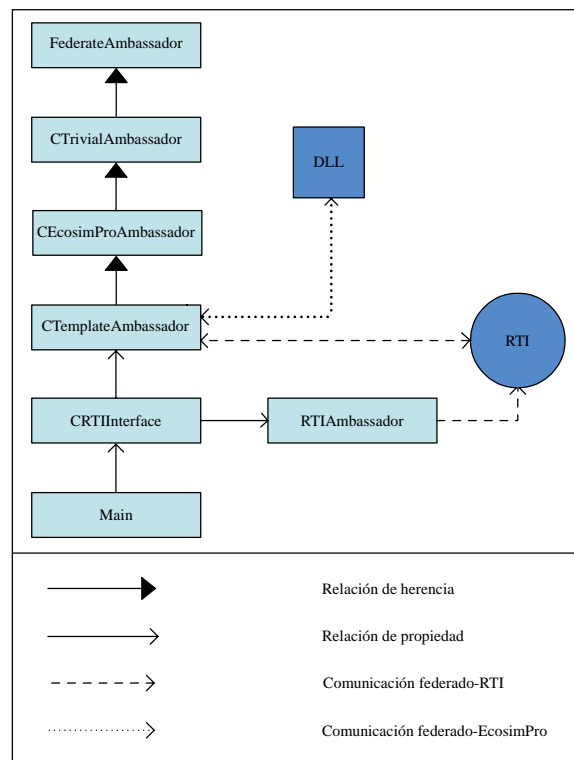 FederateAmbassador
CTrivialAmbassador
DLL
CEcosimProAmbassador
CTemplateAmbassador
RTI
CRTIInterface
RTIAmbassador
Main
Relación de herencia
Relación de propiedad
Comunicación federado-RTI
Comunicación federado-EcosimPro